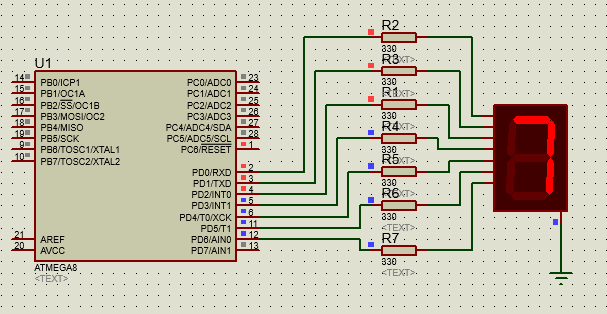 U1
14 PB0/ICP1 PC0/ADC0 23
15 PB1/OC1A PC1/ADC1 24
16 PB2/SS/OC1B PC2/ADC2 25
17 PB3/MOSI/OC2 PC3/ADC3 26
18 PB4/MISO PC4/ADC4/SDA 27
19 PB5/SCK PC5/ADC5/SCL 28
9 PB6/TOSC1/XTAL1 PC6/RESET 1
10 PB7/TOSC2/XTAL2
PD0/RXD 2
PD1/TXD 3
PD2/INT0 4
PD3/INT1 5
PD4/T0/XCK 6
PD5/T1 11
21 AREF PD6/AIN0 12
20 AVCC PD7/AIN1 13
ATMEGA8
<TEXT>
R2
330
<TEXT>
R3
330
<TEXT>
R1
330
<TEXT>
R4
330
<TEXT>
R5
330
<TEXT>
R6
330
<TEXT>
R7
330
<TEXT>
7